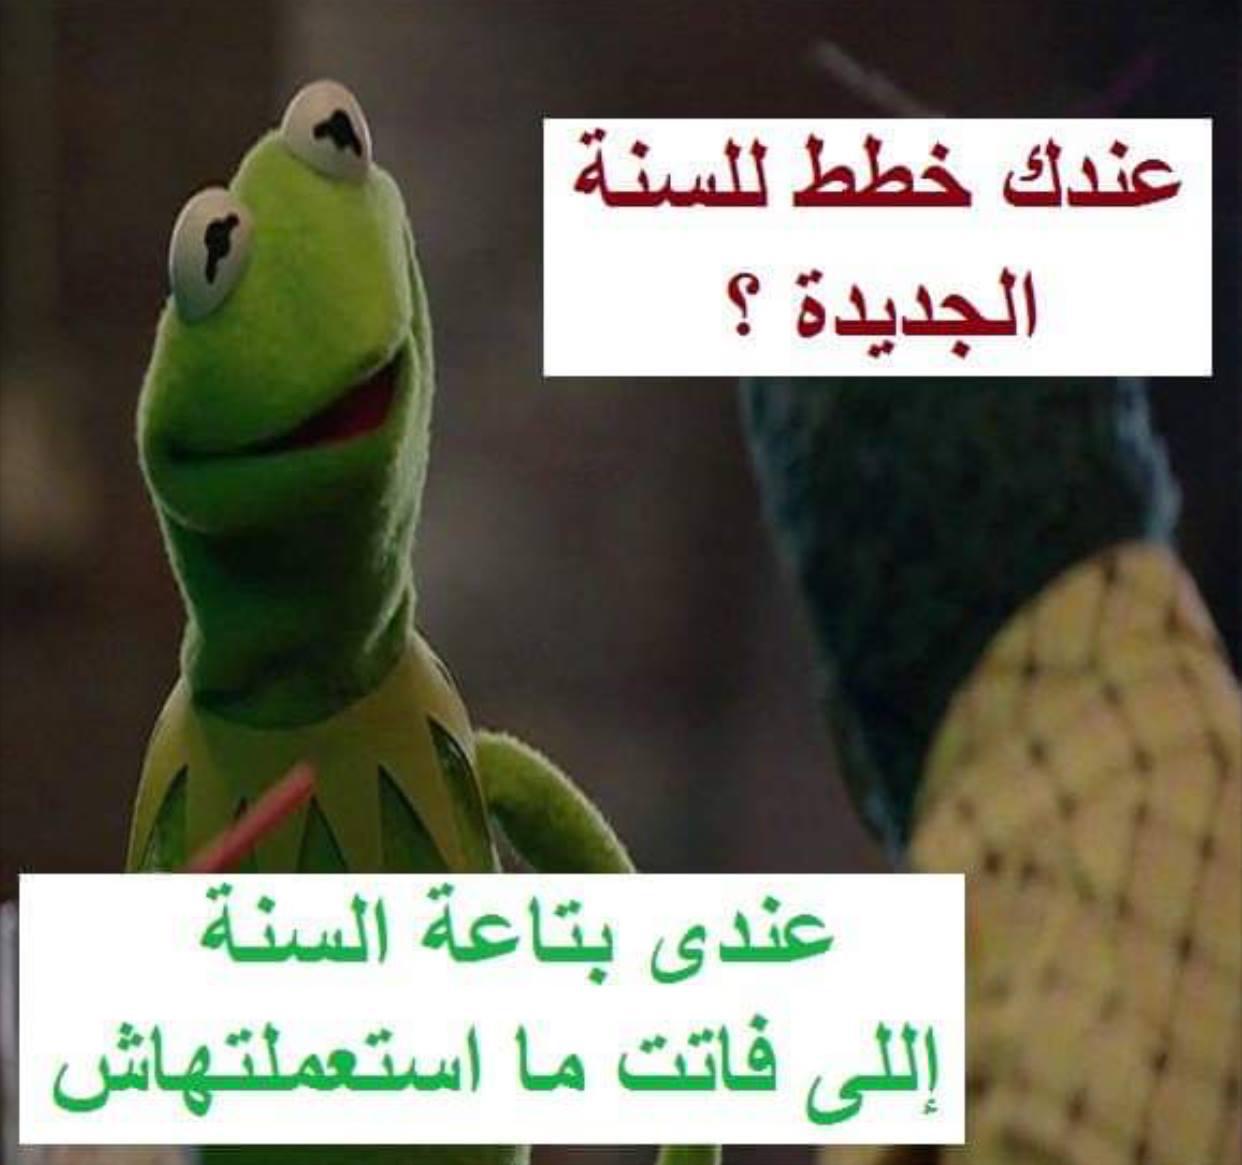 عندك خطط للسنة
الجديدة ؟
عندى بتاعة السنة
إللى فاتت ما استعملتهاش